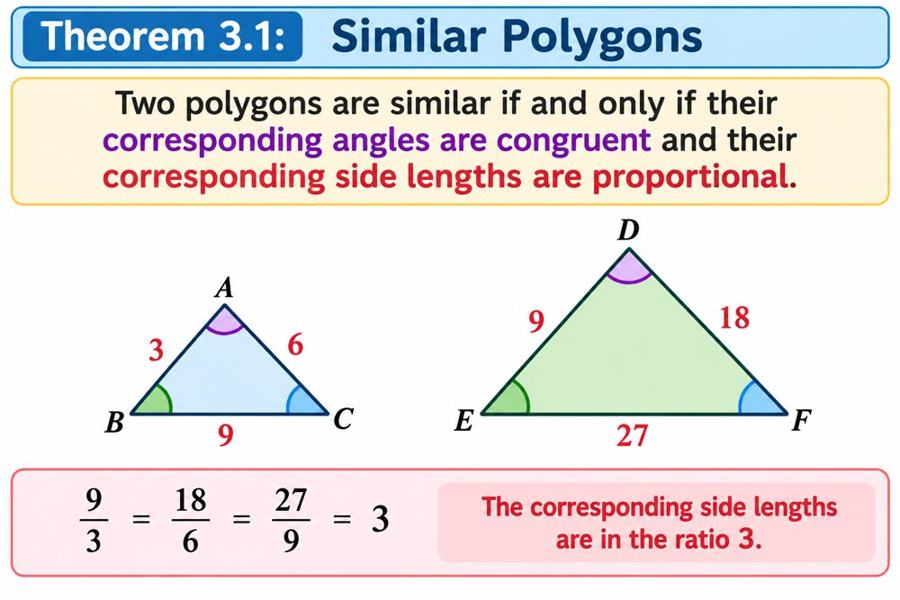 Theorem 3.1: Similar Polygons
Two polygons are similar if and only if their
corresponding angles are congruent and their
corresponding side lengths are proportional.
D
A
9
18
3
6
B
C
E
F
9
27
9/3 = 18/6 = 27/9 = 3
The corresponding side lengths
are in the ratio 3.